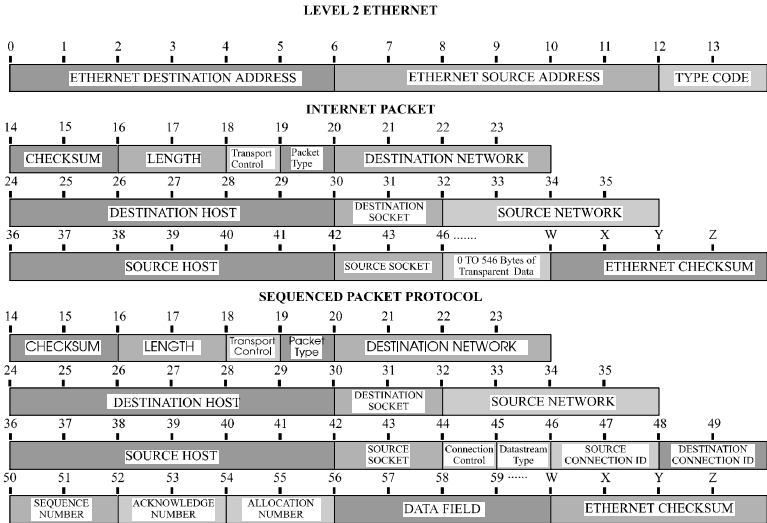 LEVEL 2 ETHERNET
0 1 2 3 4 5 6 7 8 9 10 11 12 13
ETHERNET DESTINATION ADDRESS ETHERNET SOURCE ADDRESS TYPE CODE
INTERNET PACKET
14 15 16 17 18 19 20 21 22 23
CHECKSUM LENGTH Transport Control Packet Type DESTINATION NETWORK
24 25 26 27 28 29 30 31 32 33 34 35
DESTINATION HOST DESTINATION SOCKET SOURCE NETWORK
36 37 38 39 40 41 42 43 46 ....... W X Y Z
SOURCE HOST SOURCE SOCKET 0 TO 546 Bytes of Transparent Data ETHERNET CHECKSUM
SEQUENCED PACKET PROTOCOL
14 15 16 17 18 19 20 21 22 23
CHECKSUM LENGTH Transport Control Packet Type DESTINATION NETWORK
24 25 26 27 28 29 30 31 32 33 34 35
DESTINATION HOST DESTINATION SOCKET SOURCE NETWORK
36 37 38 39 40 41 42 43 44 45 46 47 48 49
SOURCE HOST SOURCE SOCKET Connection Control Datastream Type SOURCE CONNECTION ID DESTINATION CONNECTION ID
50 51 52 53 54 55 56 57 58 59 ...... W X Y Z
SEQUENCE NUMBER ACKNOWLEDGE NUMBER ALLOCATION NUMBER DATA FIELD ETHERNET CHECKSUM